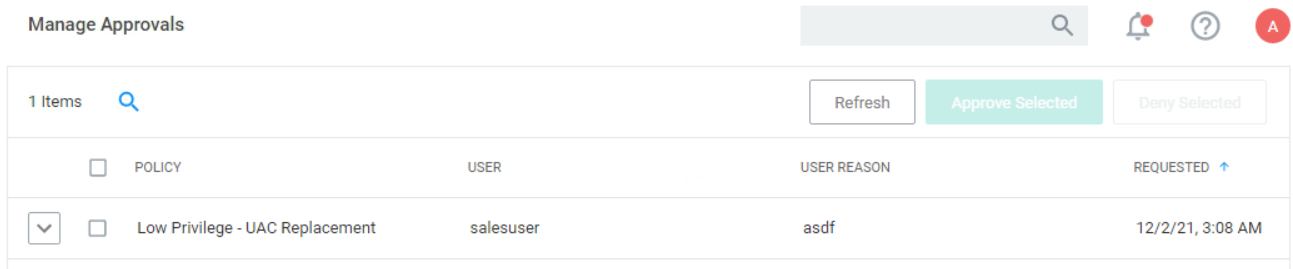 Manage Approvals
A
1 Items Refresh Approve Selected Deny Selected
POLICY USER USER REASON REQUESTED
Low Privilege - UAC Replacement salesuser asdf 12/2/21, 3:08 AM